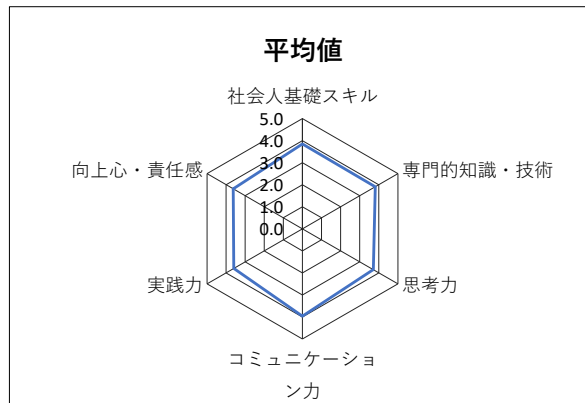 平均値
社会人基礎スキル
5.0
4.0
3.0
2.0
1.0
0.0
専門的知識・技術
思考力
コミュニケーショ
ン力
実践力
向上心・責任感